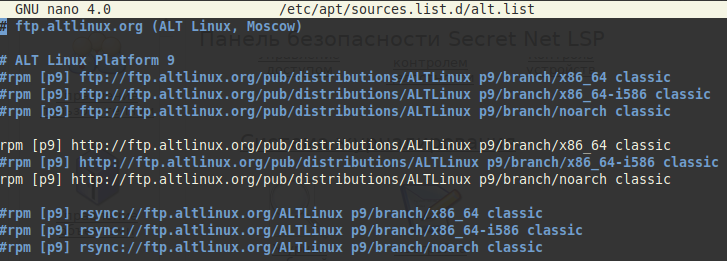 GNU nano 4.0 /etc/apt/sources.list.d/alt.list
# ftp.altlinux.org (ALT Linux, Moscow)
Панель безопасности Secret Net LSP
# ALT Linux Platform 9
контролем
#rpm [p9] ftp://ftp.altlinux.org/pub/distributions/ALTLinux p9/branch/x86_64 classic
#rpm [p9] ftp://ftp.altlinux.org/pub/distributions/ALTLinux p9/branch/x86_64-i586 classic
#rpm [p9] ftp://ftp.altlinux.org/pub/distributions/ALTLinux p9/branch/noarch classic
rpm [p9] http://ftp.altlinux.org/pub/distributions/ALTLinux p9/branch/x86_64 classic
#rpm [p9] http://ftp.altlinux.org/pub/distributions/ALTLinux p9/branch/x86_64-i586 classic
rpm [p9] http://ftp.altlinux.org/pub/distributions/ALTLinux p9/branch/noarch classic
#rpm [p9] rsync://ftp.altlinux.org/ALTLinux p9/branch/x86_64 classic
#rpm [p9] rsync://ftp.altlinux.org/ALTLinux p9/branch/x86_64-i586 classic
#rpm [p9] rsync://ftp.altlinux.org/ALTLinux p9/branch/noarch classic